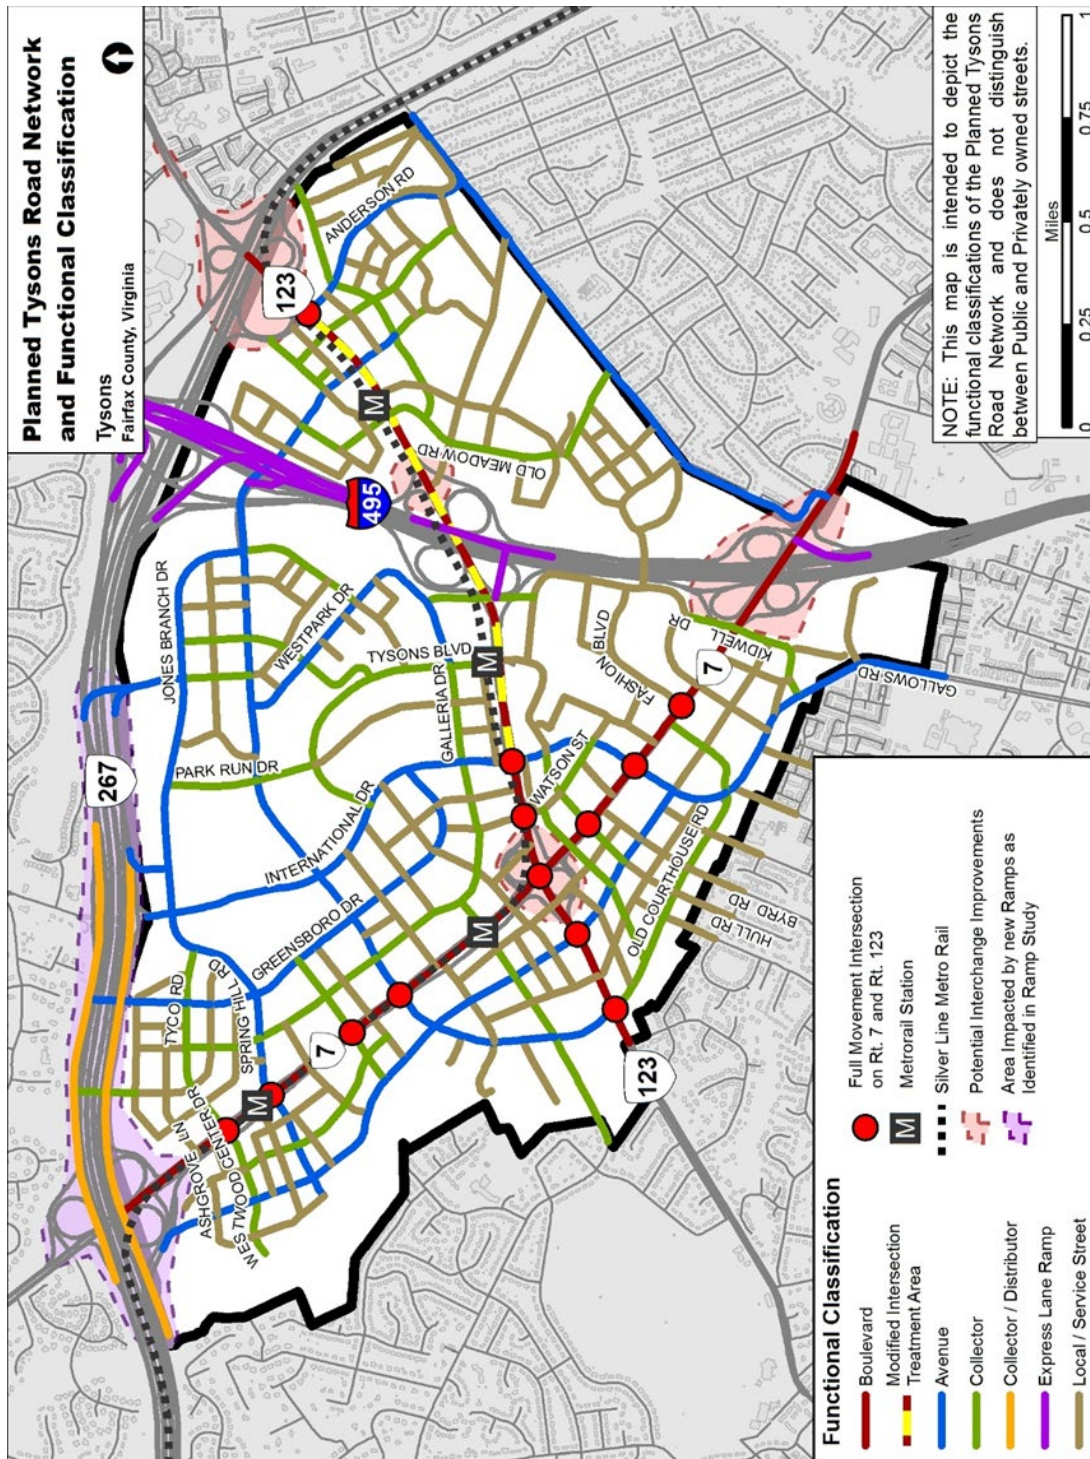 Planned Tysons Road Network
and Functional Classification
Tysons
Fairfax County, Virginia
123
267
495
ANDERSON RD
OLD MEADOW RD
JONES BRANCH DR
WESTPARK DR
TYSONS BLVD
GALLERIA DR
PARK RUN DR
INTERNATIONAL DR
GREENSBORO DR
SPRING HILL RD
TYCO RD
ASHGROVE LN
WESTWOOD CENTER DR
FASHION BLVD
KIDWELL DR
WATSON ST
GALLOWS RD
OLD COURTHOUSE RD
BYRD RD
HULL RD
7
7
123
M
M
M
M
NOTE: This map is intended to depict the
functional classifications of the Planned Tysons
Road Network and does not distinguish
between Public and Privately owned streets.
Miles
0 0.25 0.5 0.75 1
Functional Classification
Boulevard
Modified Intersection
Treatment Area
Avenue
Collector
Collector / Distributor
Express Lane Ramp
Local / Service Street
Full Movement Intersection
on Rt. 7 and Rt. 123
M Metrorail Station
Silver Line Metro Rail
Potential Interchange Improvements
Area Impacted by new Ramps as
Identified in Ramp Study